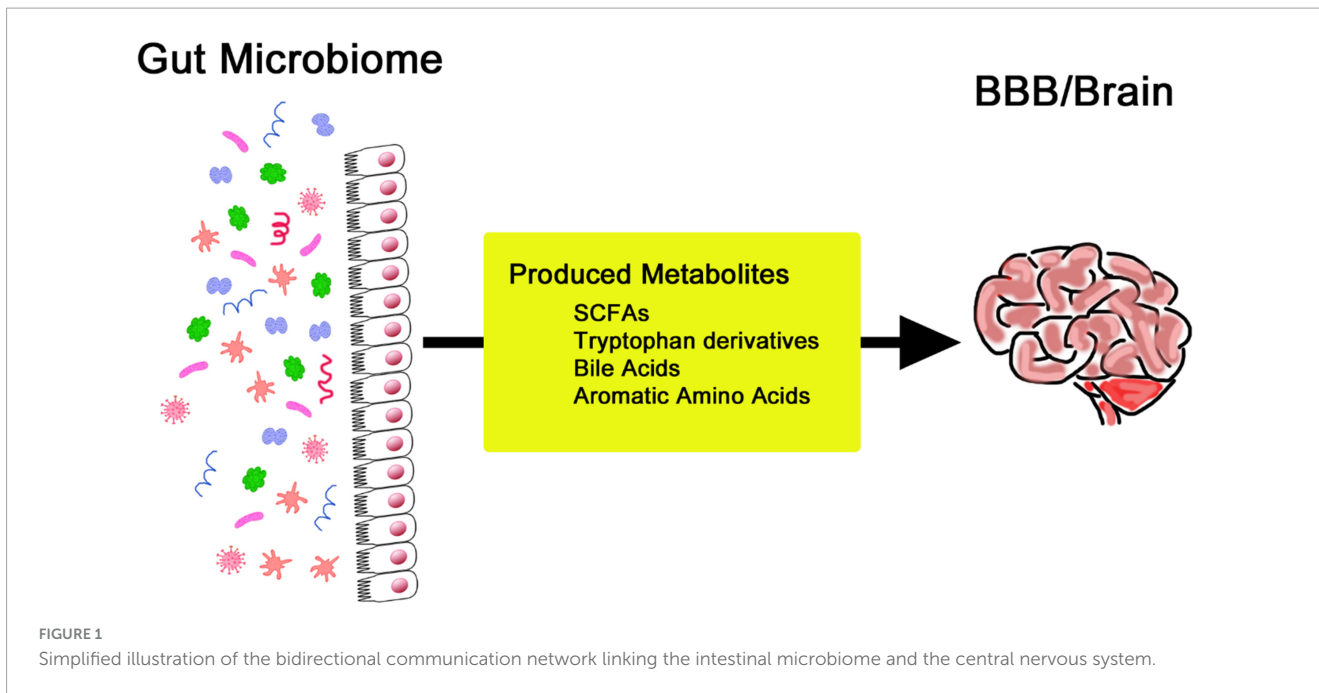 Gut Microbiome
BBB/Brain
Produced Metabolites
SCFAs
Tryptophan derivatives
Bile Acids
Aromatic Amino Acids
FIGURE 1
Simplified illustration of the bidirectional communication network linking the intestinal microbiome and the central nervous system.